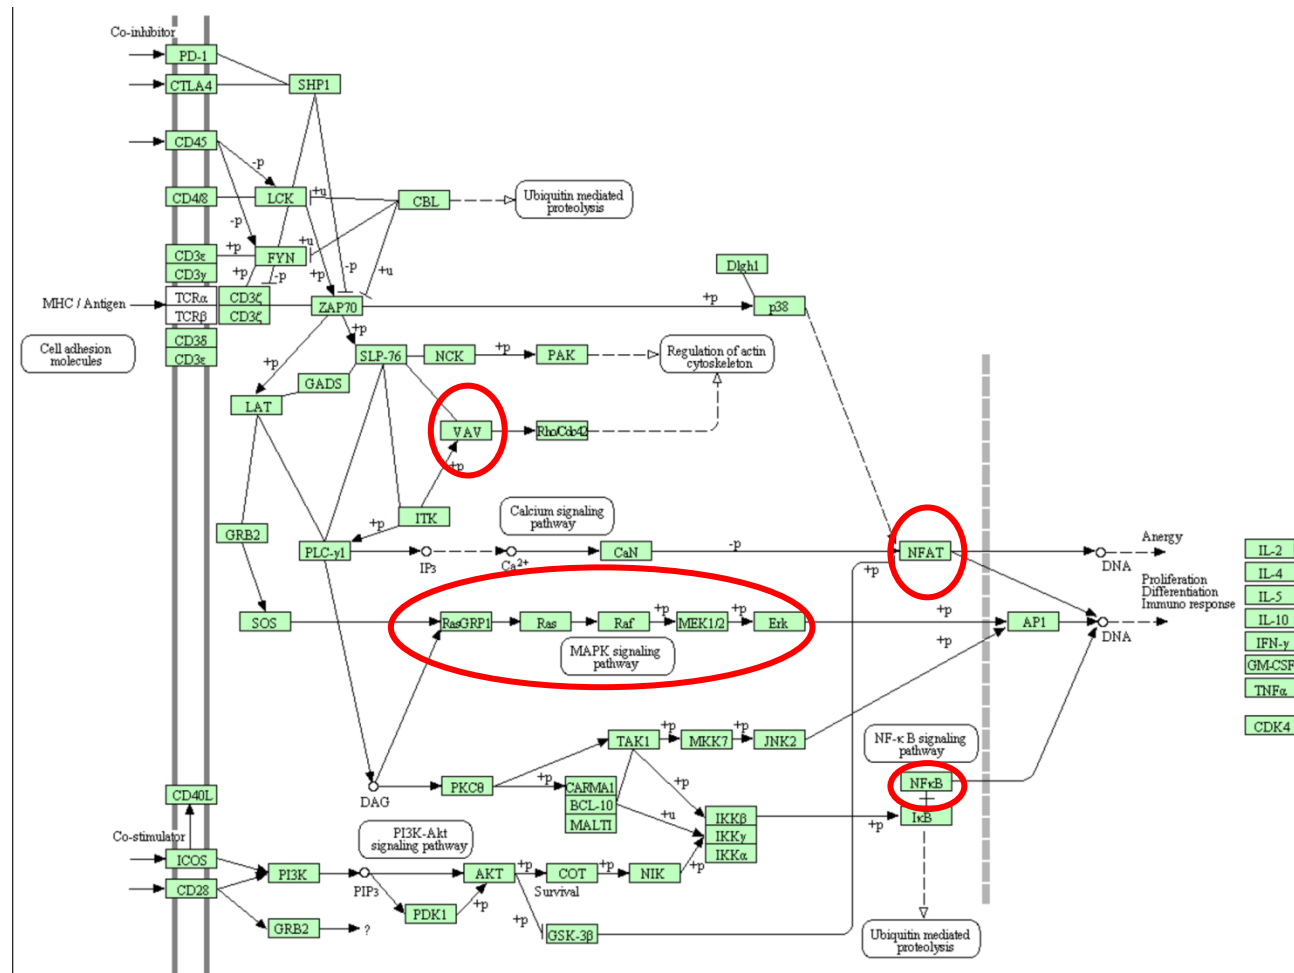 Co-inhibitor
PD-1
CTLA4
SHP1
CD45
-p
CD4/8
LCK
+u
CBL
Ubiquitin mediated
proteolysis
-p
+u
CD3ε
+p
FYN
CD3γ
+p
-p
+p
-p
+u
Dlgh1
MHC / Antigen
TCRα
CD3ζ
ZAP70
+p
p38
TCRβ
CD3ζ
+p
Cell adhesion
molecules
CD3δ
CD3ε
SLP-76
NCK
+p
PAK
Regulation of actin
cytoskeleton
+p
GADS
LAT
VAV
Rho/Cdc42
+p
ITK
Calcium signaling
pathway
+p
GRB2
PLC-γ1
IP3
Ca2+
CaN
-p
NFAT
+p
DNA
Anergy
Proliferation
Differentiation
Immuno response
IL-2
IL-4
IL-5
IL-10
IFN-γ
GM-CSF
TNFα
CDK4
SOS
RasGRP1
Ras
Raf
+p
MEK1/2
+p
Erk
+p
AP1
DNA
MAPK signaling
pathway
+p
TAK1
+p
MKK7
+p
JNK2
NF-κB signaling
pathway
DAG
PKCθ
+p
CARMA1
BCL-10
MALT1
+p
+u
IKKβ
IKKγ
IKKα
+p
NFκB
IκB
CD40L
Co-stimulator
PI3K-Akt
signaling pathway
ICOS
CD28
PI3K
PIP3
AKT
+p
COT
+p
NIK
+p
Survival
PDK1
+p
+p
GRB2
?
GSK-3β
Ubiquitin mediated
proteolysis